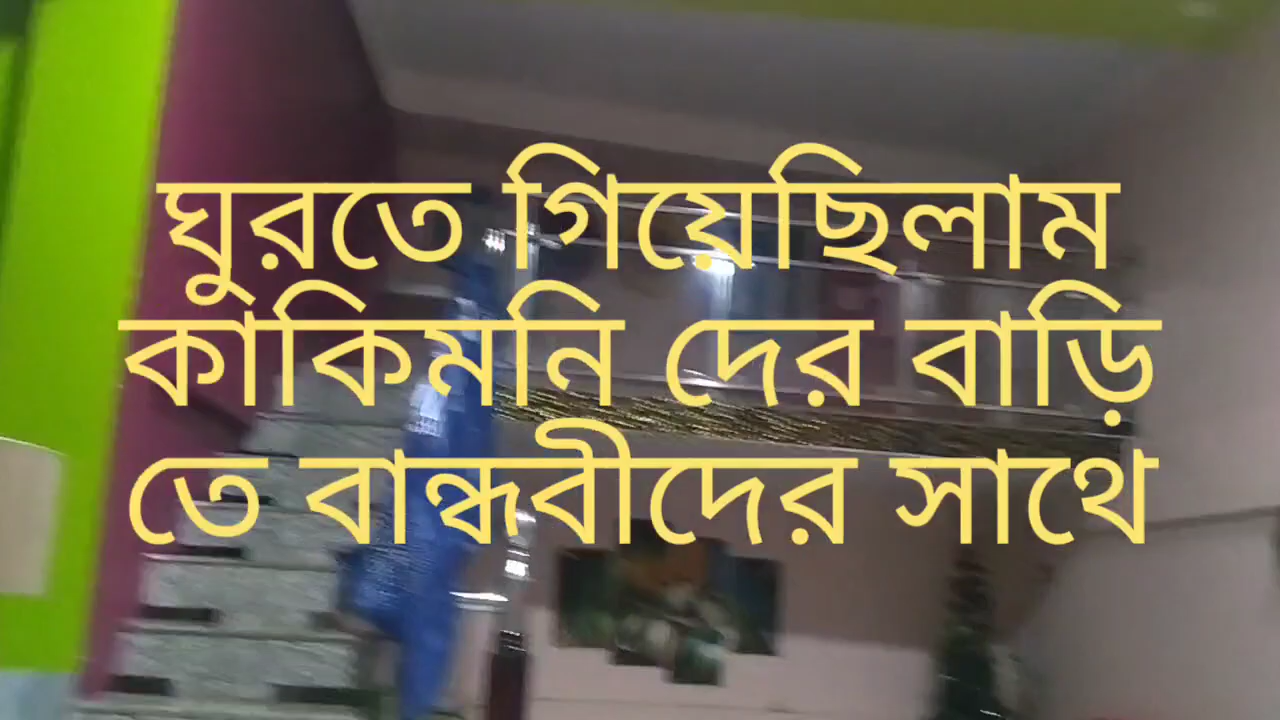 ঘুরতে গিয়েছিলাম
কাকিমনি দের বাড়ি
তে বান্ধবীদের সাথে